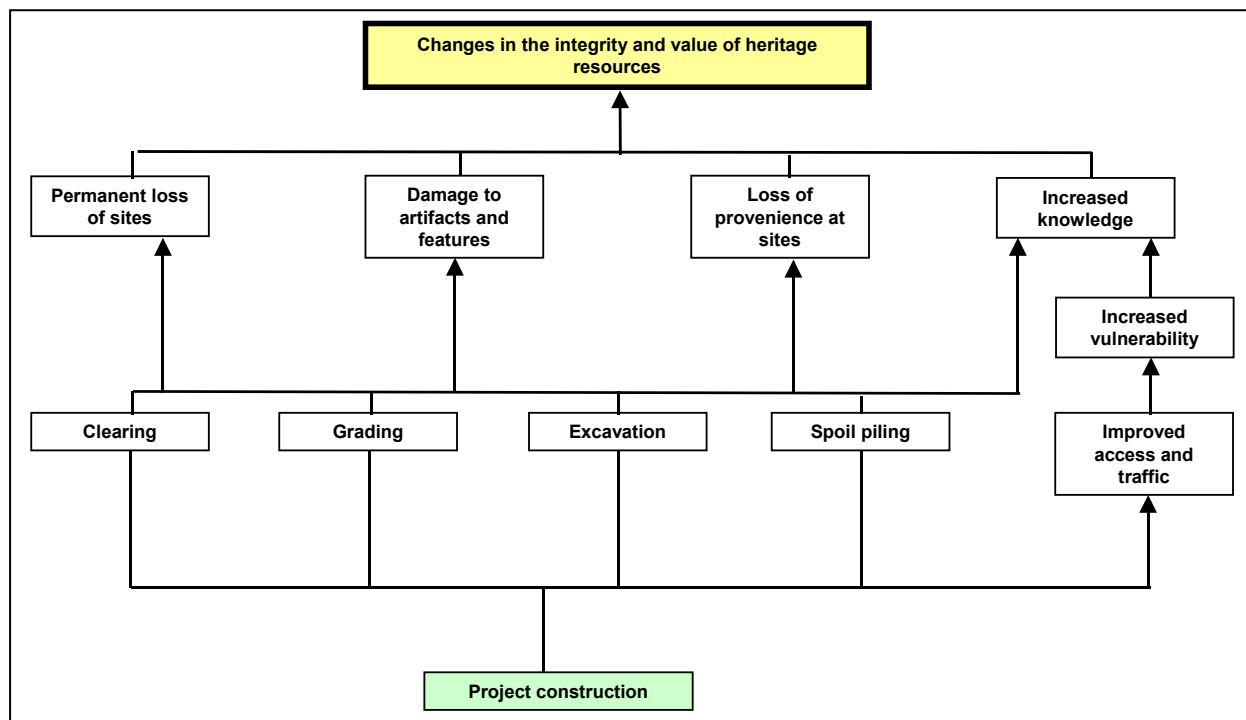 Changes in the integrity and value of heritage
resources
Permanent loss
of sites
Damage to
artifacts and
features
Loss of
provenience at
sites
Increased
knowledge
Increased
vulnerability
Clearing
Grading
Excavation
Spoil piling
Improved
access and
traffic
Project construction